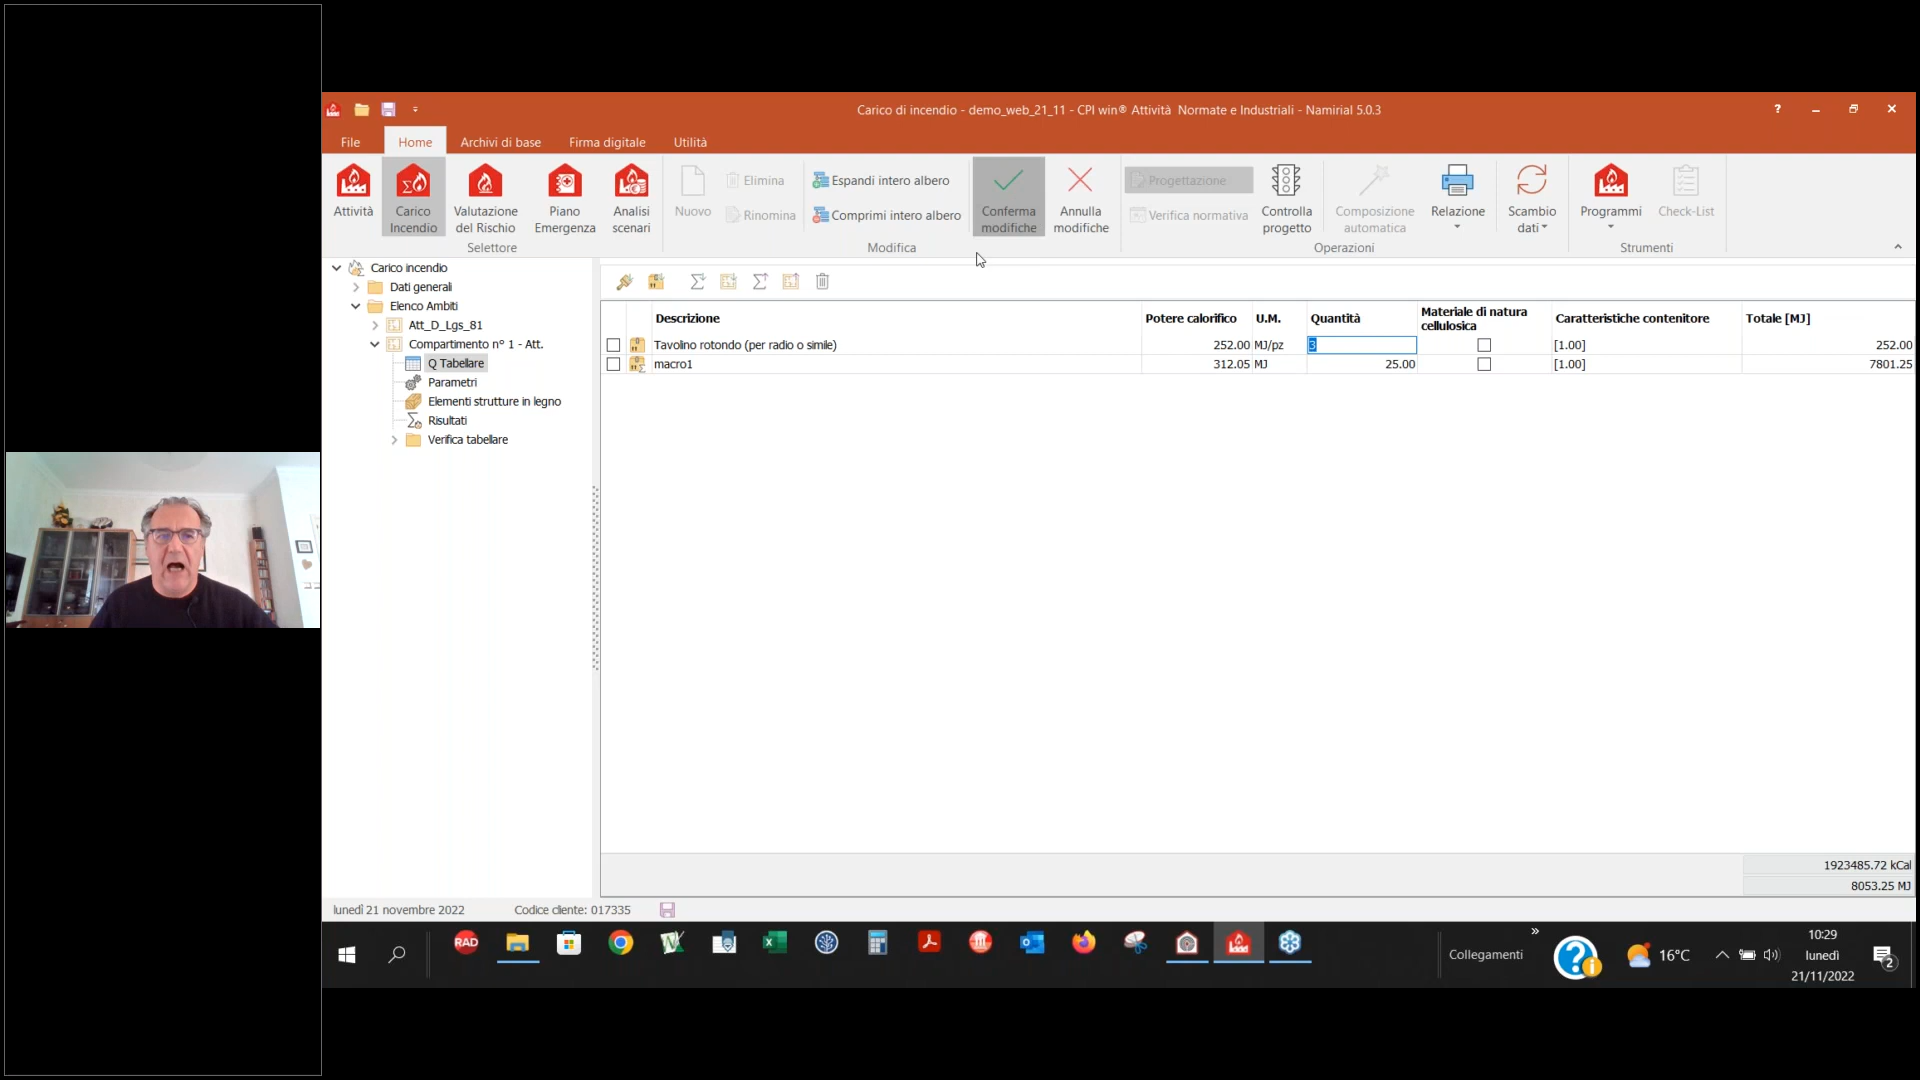 Carico di incendio - demo_web_21_11 - CPI win® Attività Normate e Industriali - Namirial 5.0.3
?
File Home Archivi di base Firma digitale Utilità
Attività
Carico
Incendio
Valutazione
del Rischio
Piano
Emergenza
Analisi
scenari
Selettore
Nuovo
Elimina
Rinomina
Espandi intero albero
Comprimi intero albero
Conferma
modifiche
Annulla
modifiche
Modifica
Progettazione
Verifica normativa
Controlla
progetto
Composizione
automatica
Relazione
Operazioni
Scambio
dati
Programmi
Check-List
Strumenti
Carico incendio
Dati generali
Elenco Ambiti
Att_D_Lgs_81
Compartimento n° 1 - Att.
Q Tabellare
Parametri
Elementi strutture in legno
Risultati
Verifica tabellare
Descrizione Potere calorifico U.M. Quantità Materiale di natura cellulosica Caratteristiche contenitore Totale [MJ]
Tavolino rotondo (per radio o simile) 252.00 MJ/pz 3 [1.00] 252.00
macro1 312.05 MJ 25.00 [1.00] 7801.25
1923485.72 kCal
8053.25 MJ
lunedì 21 novembre 2022 Codice cliente: 017335
RAD
Collegamenti
»
16°C
10:29
lunedì
21/11/2022
2